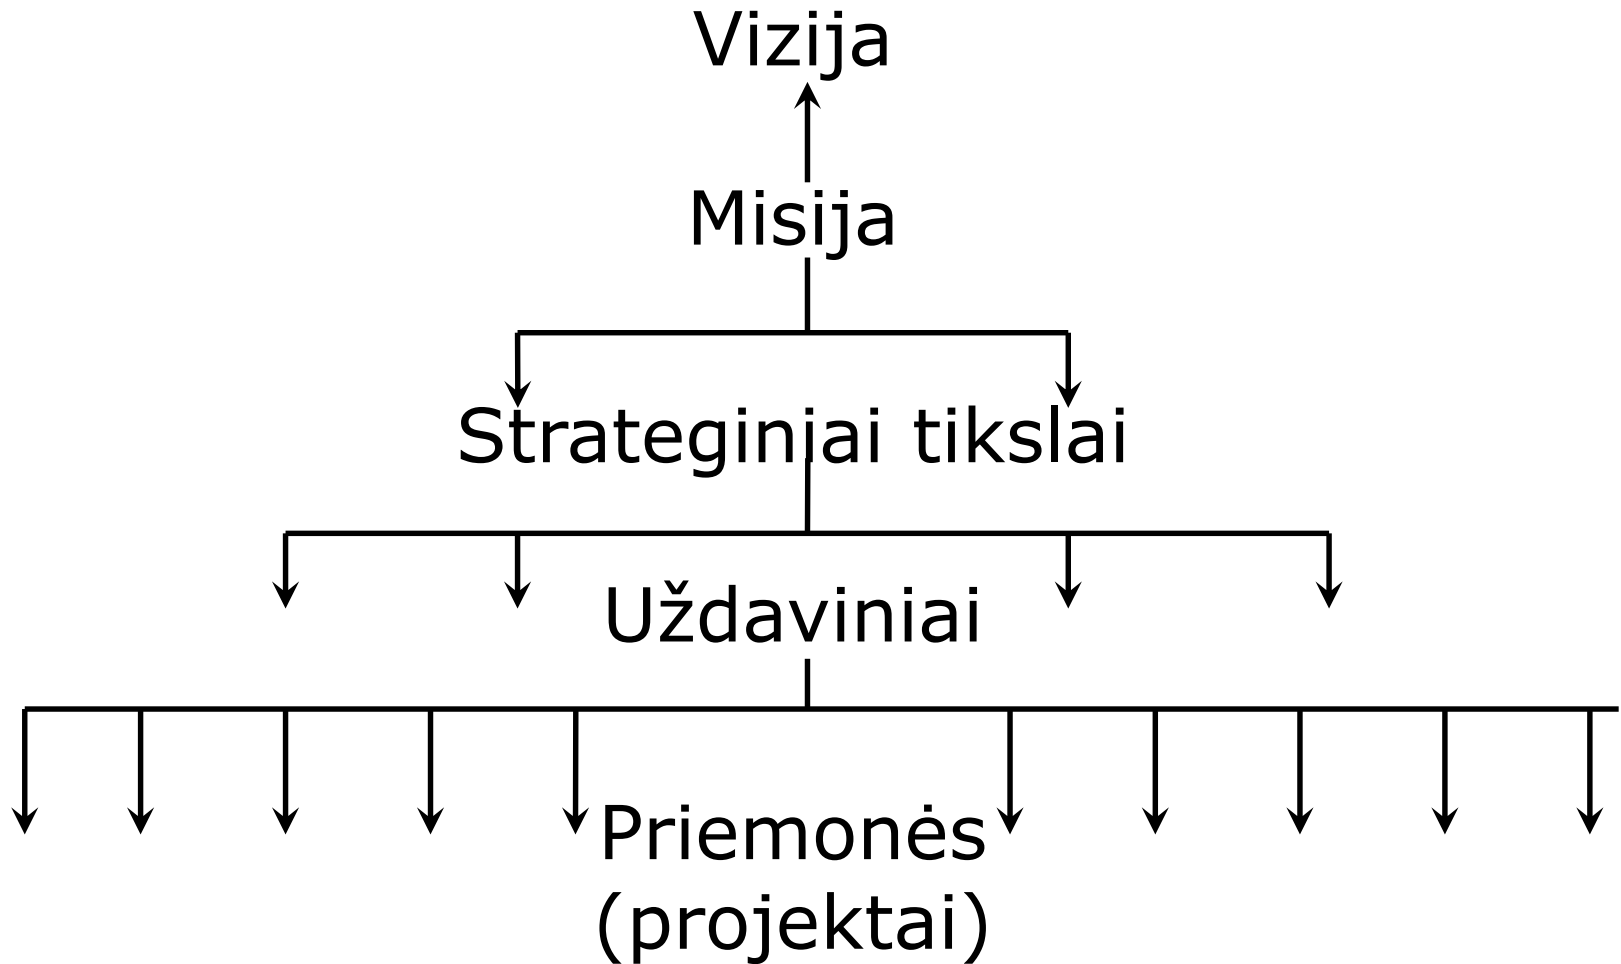 Vizija
Misija
Strateginiai tikslai
Uždaviniai
Priemonės
(projektai)